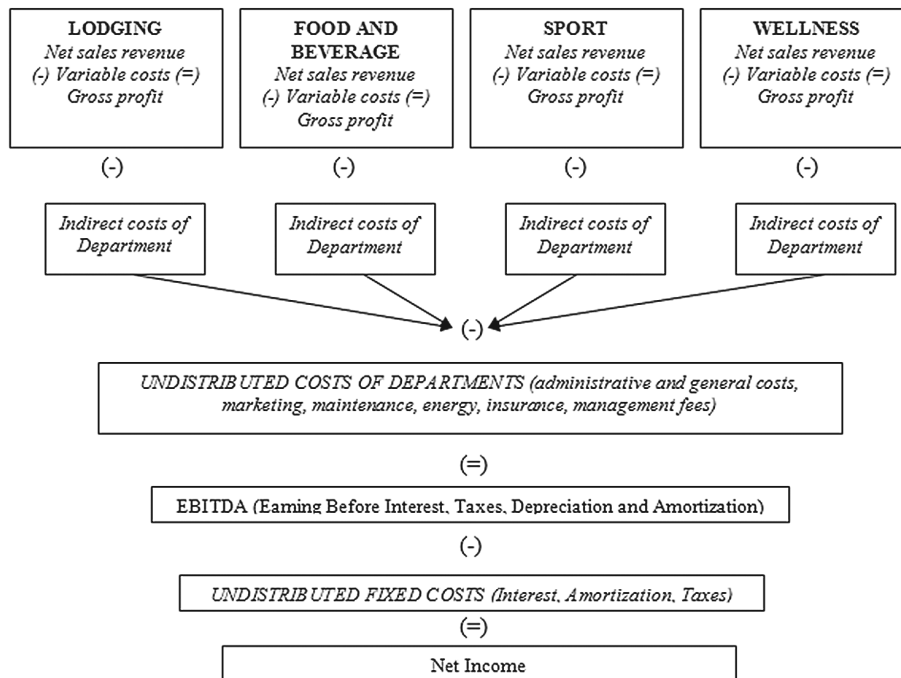 LODGING
Net sales revenue
(-) Variable costs (=)
Gross profit
FOOD AND
BEVERAGE
Net sales revenue
(-) Variable costs (=)
Gross profit
SPORT
Net sales revenue
(-) Variable costs (=)
Gross profit
WELLNESS
Net sales revenue
(-) Variable costs (=)
Gross profit
(-)
(-)
(-)
(-)
Indirect costs of
Department
Indirect costs of
Department
Indirect costs of
Department
Indirect costs of
Department
(-)
UNDISTRIBUTED COSTS OF DEPARTMENTS (administrative and general costs,
marketing, maintenance, energy, insurance, management fees)
(=)
EBITDA (Earning Before Interest, Taxes, Depreciation and Amortization)
(-)
UNDISTRIBUTED FIXED COSTS (Interest, Amortization, Taxes)
(=)
Net Income